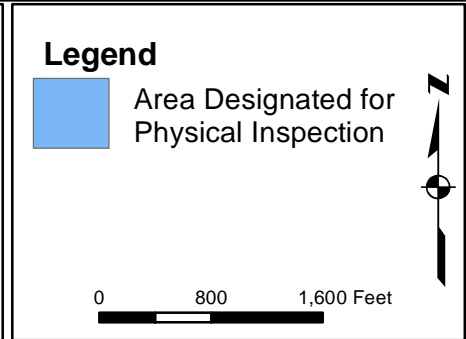 Legend
Area Designated for
Physical Inspection
N
0 800 1,600 Feet